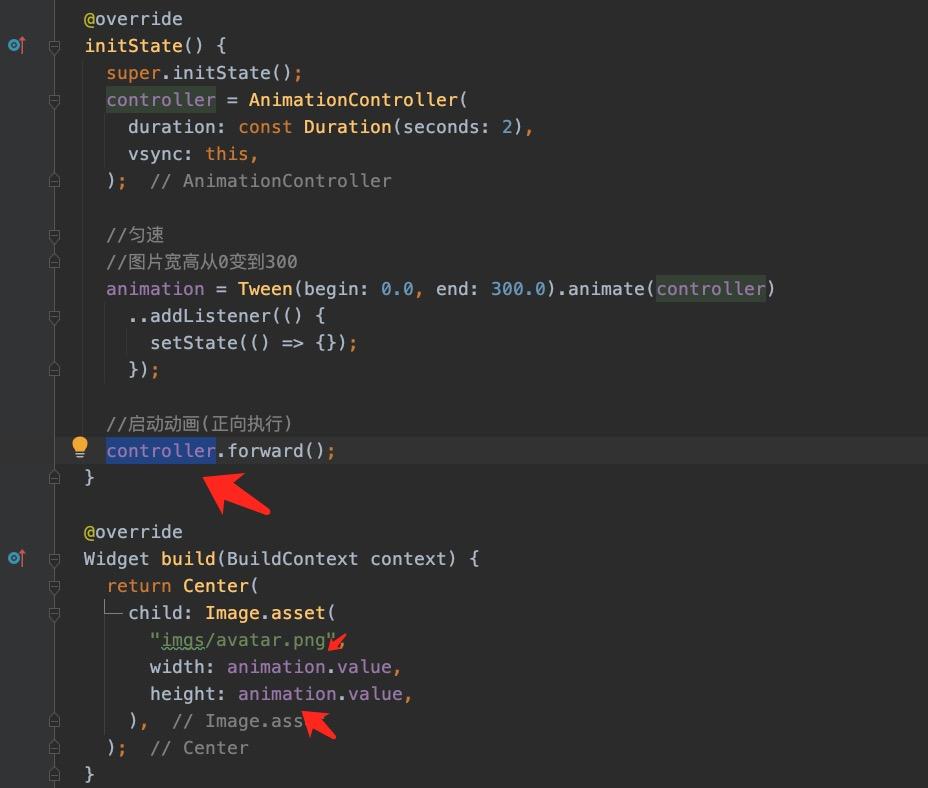 @override
initState() {
super.initState();
controller = AnimationController(
duration: const Duration(seconds: 2),
vsync: this,
); // AnimationController
//匀速
//图片宽高从0变到300
animation = Tween(begin: 0.0, end: 300.0).animate(controller)
..addListener(() {
setState(() => {});
});
//启动动画(正向执行)
controller.forward();
}
@override
Widget build(BuildContext context) {
return Center(
child: Image.asset(
"imgs/avatar.png",
width: animation.value,
height: animation.value,
), // Image.ass
); // Center
}